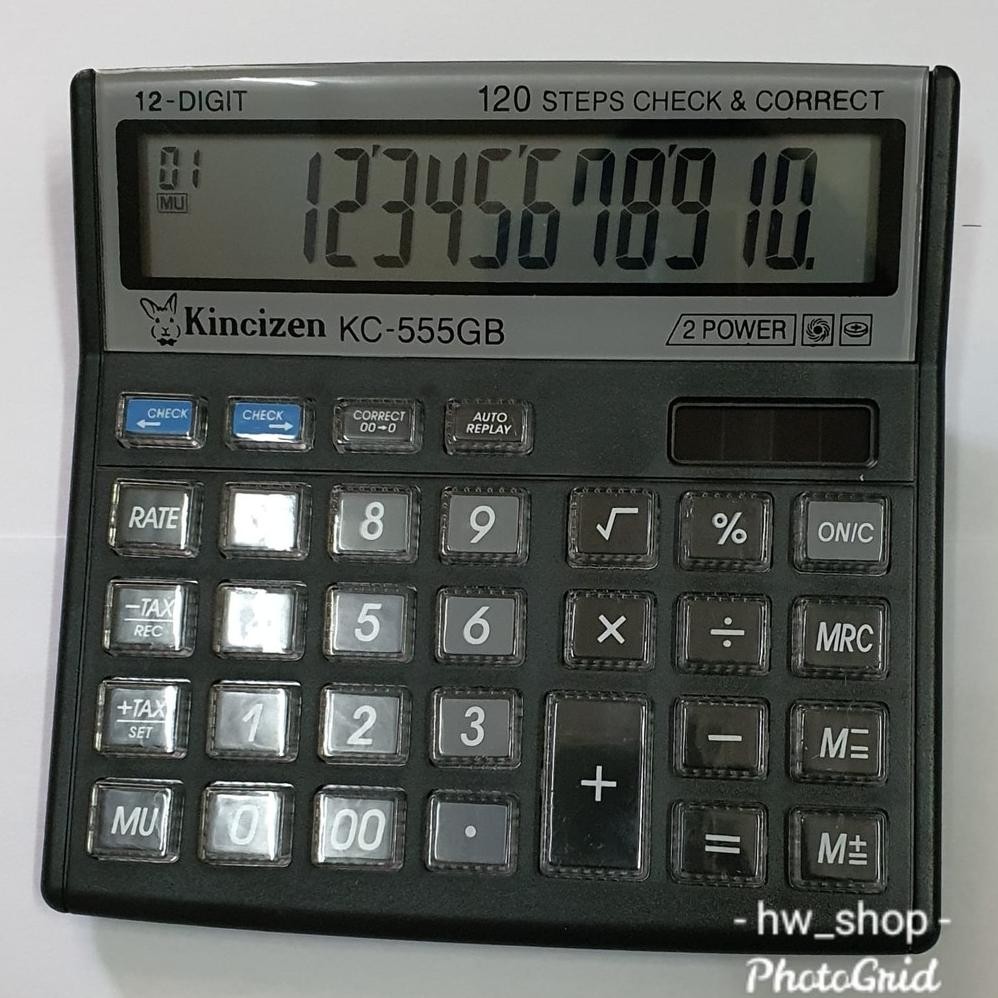 12-DIGIT 120 STEPS CHECK & CORRECT
01
MU
12'345'678'910.
Kincizen KC-555GB 2 POWER
CHECK ← CHECK → CORRECT 00→0 AUTO REPLAY
RATE 8 9 √ % ON/C
−TAX REC 5 6 × ÷ MRC
+TAX SET 1 2 3 + − M=
MU 0 00 . = M±
- hw_shop -
PhotoGrid